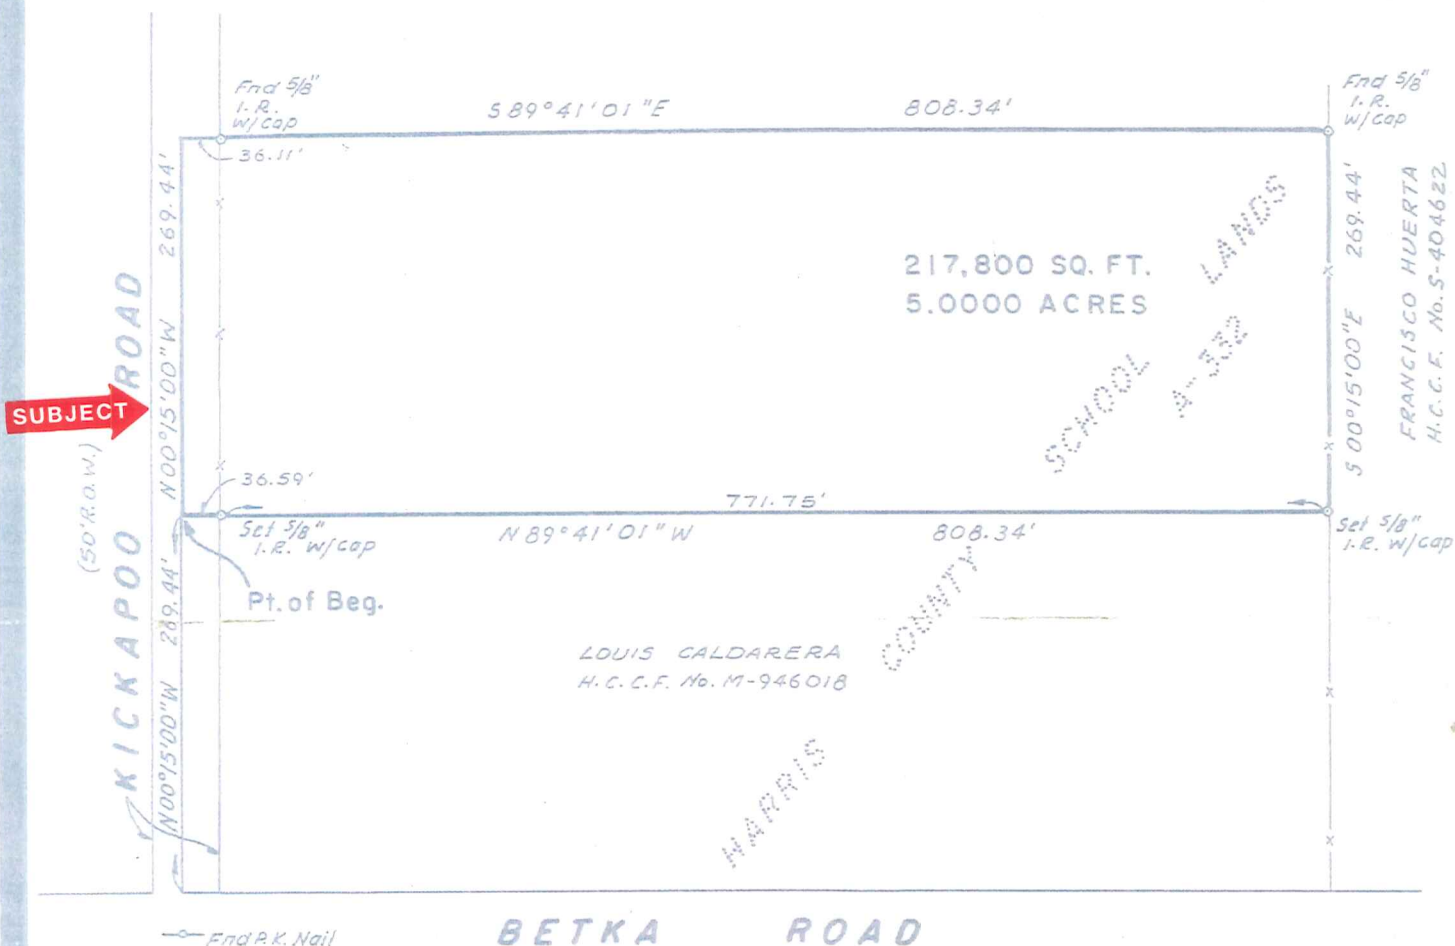 Fnd 5/8"
I.R.
W/Cap
S 89°41'01"E
808.34'
Fnd 5/8"
I.R.
W/Cap
36.11'
269.44'
N00°15'00"W
217,800 SQ. FT.
5.0000 ACRES
269.44'
S 00°15'00"E
FRANCISCO HUERTA
H.C.C.F. No. S-404622
SUBJECT
KICKAPOO ROAD
(50' R.O.W.)
HARRIS COUNTY SCHOOL LANDS
A-332
36.59'
771.75'
Set 5/8"
I.R. W/Cap
N 89°41'01" W
808.34'
Set 5/8"
I.R. W/Cap
Pt. of Beg.
269.44'
N00°15'00"W
LOUIS CALDARERA
H.C.C.F. No. M-946018
Fnd P.K. Nail
BETKA ROAD